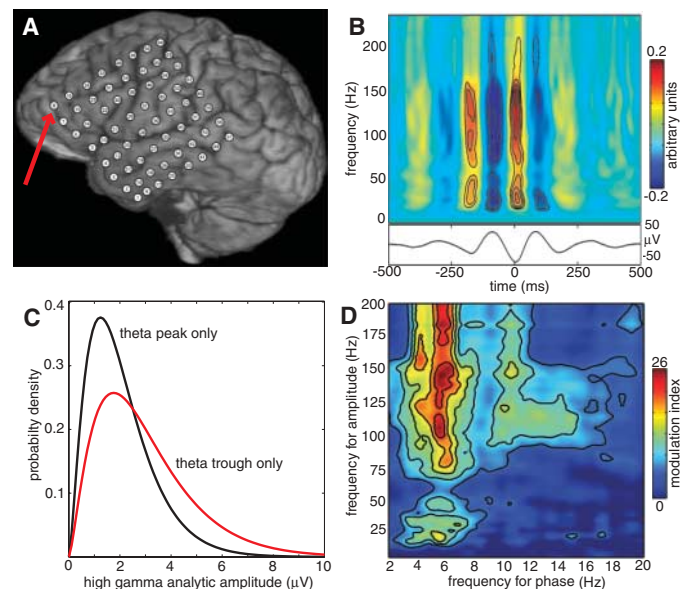 A
B
frequency (Hz)
200
150
100
50
0
0.2
-0.2
arbitrary units
50
µV
-50
-500
-250
0
250
500
time (ms)
C
0.4
0.3
0.2
0.1
probability density
theta peak only
theta trough only
0
2
4
6
8
10
high gamma analytic amplitude (µV)
D
frequency for amplitude (Hz)
200
175
150
125
100
75
50
25
26
0
modulation index
2
4
6
8
10
12
14
16
18
20
frequency for phase (Hz)